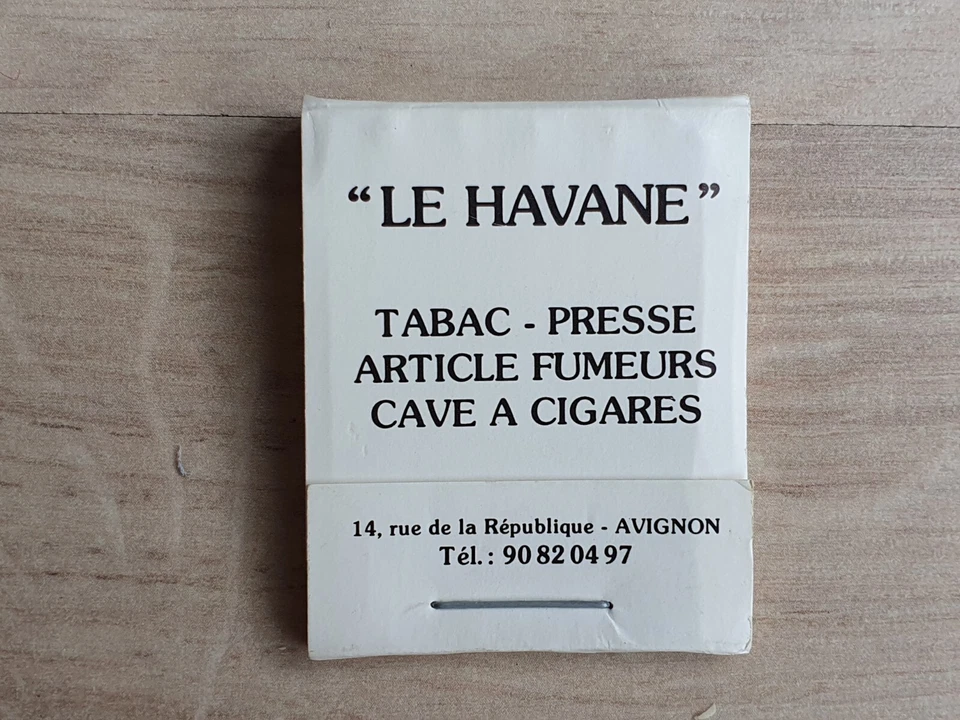 “LE HAVANE”
TABAC - PRESSE
ARTICLE FUMEURS
CAVE A CIGARES
14, rue de la République - AVIGNON
Tél. : 90 82 04 97